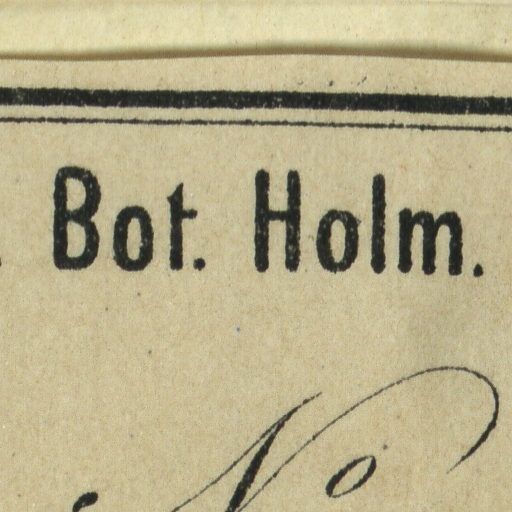 . Bot. Holm.
No